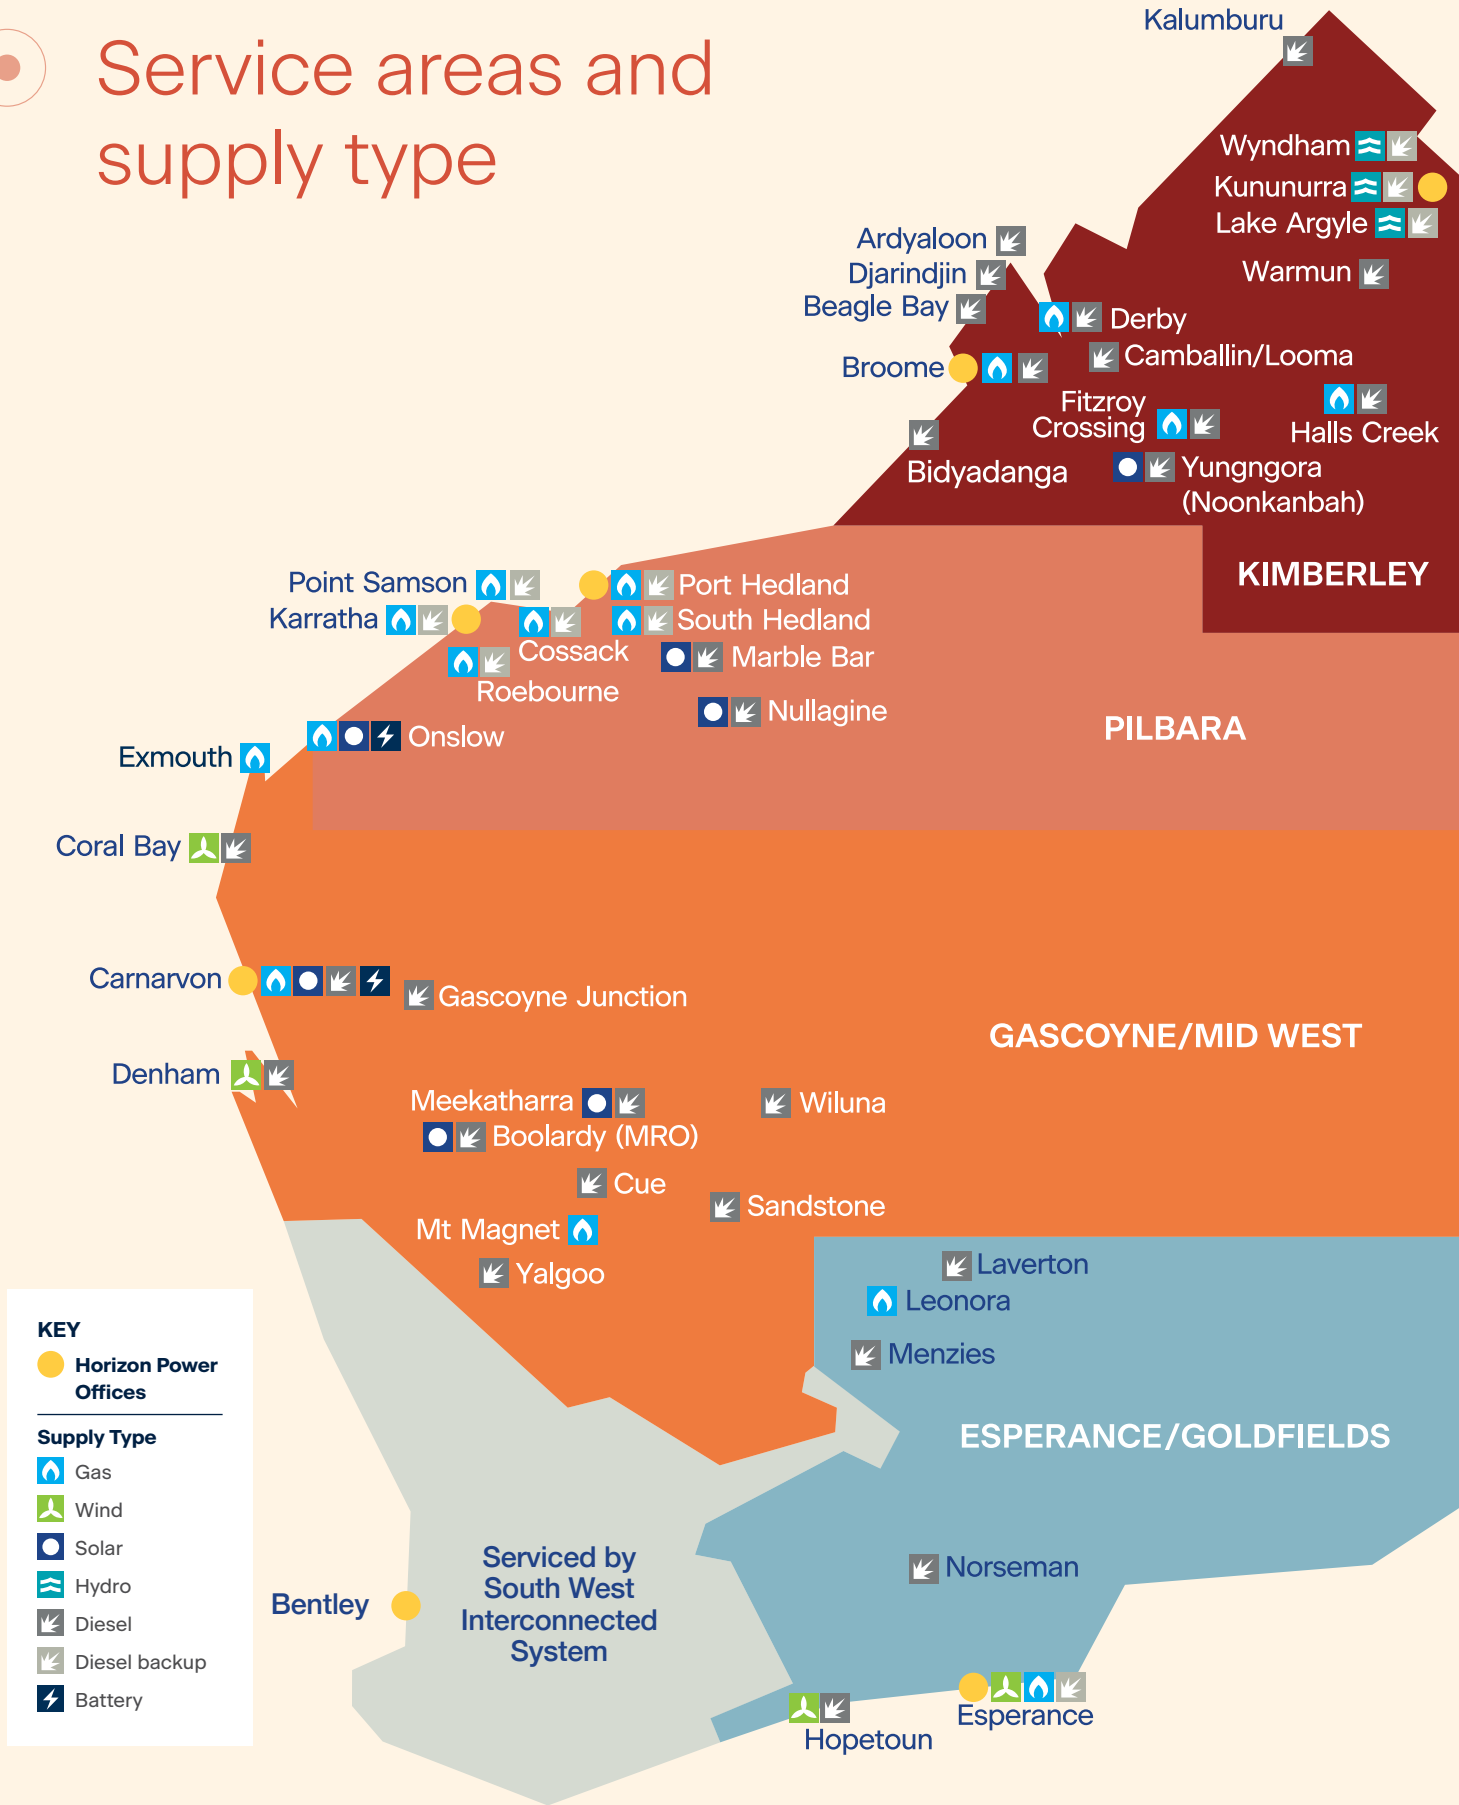 Service areas and
supply type
Kalumburu
Wyndham
Kununurra
Lake Argyle
Warmun
Ardyaloon
Djarindjin
Beagle Bay
Derby
Camballin/Looma
Broome
Fitzroy
Crossing
Halls Creek
Bidyadanga
Yungngora
(Noonkanbah)
KIMBERLEY
Point Samson
Port Hedland
Karratha
South Hedland
Cossack
Marble Bar
Roebourne
Nullagine
PILBARA
Onslow
Exmouth
Coral Bay
Carnarvon
Gascoyne Junction
GASCOYNE/MID WEST
Denham
Meekatharra
Wiluna
Boolardy (MRO)
Cue
Sandstone
Mt Magnet
Yalgoo
Laverton
Leonora
Menzies
ESPERANCE/GOLDFIELDS
KEY
Horizon Power
Offices
Supply Type
Gas
Wind
Solar
Hydro
Diesel
Diesel backup
Battery
Serviced by
South West
Interconnected
System
Bentley
Norseman
Esperance
Hopetoun